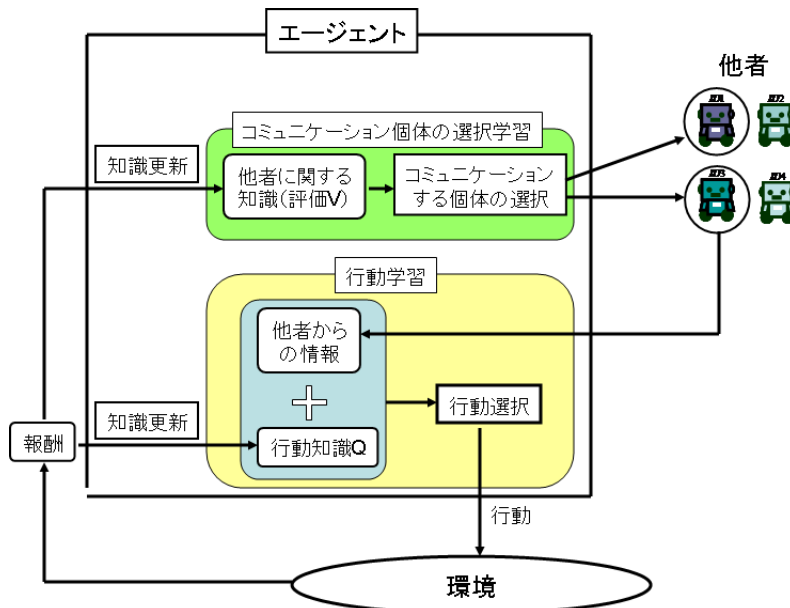 エージェント
他者
ID1
ID2
コミュニケーション個体の選択学習
知識更新
他者に関する
知識(評価V)
コミュニケーション
する個体の選択
ID3
ID4
行動学習
他者から
の情報
+
知識更新
行動選択
報酬
行動知識Q
行動
環境